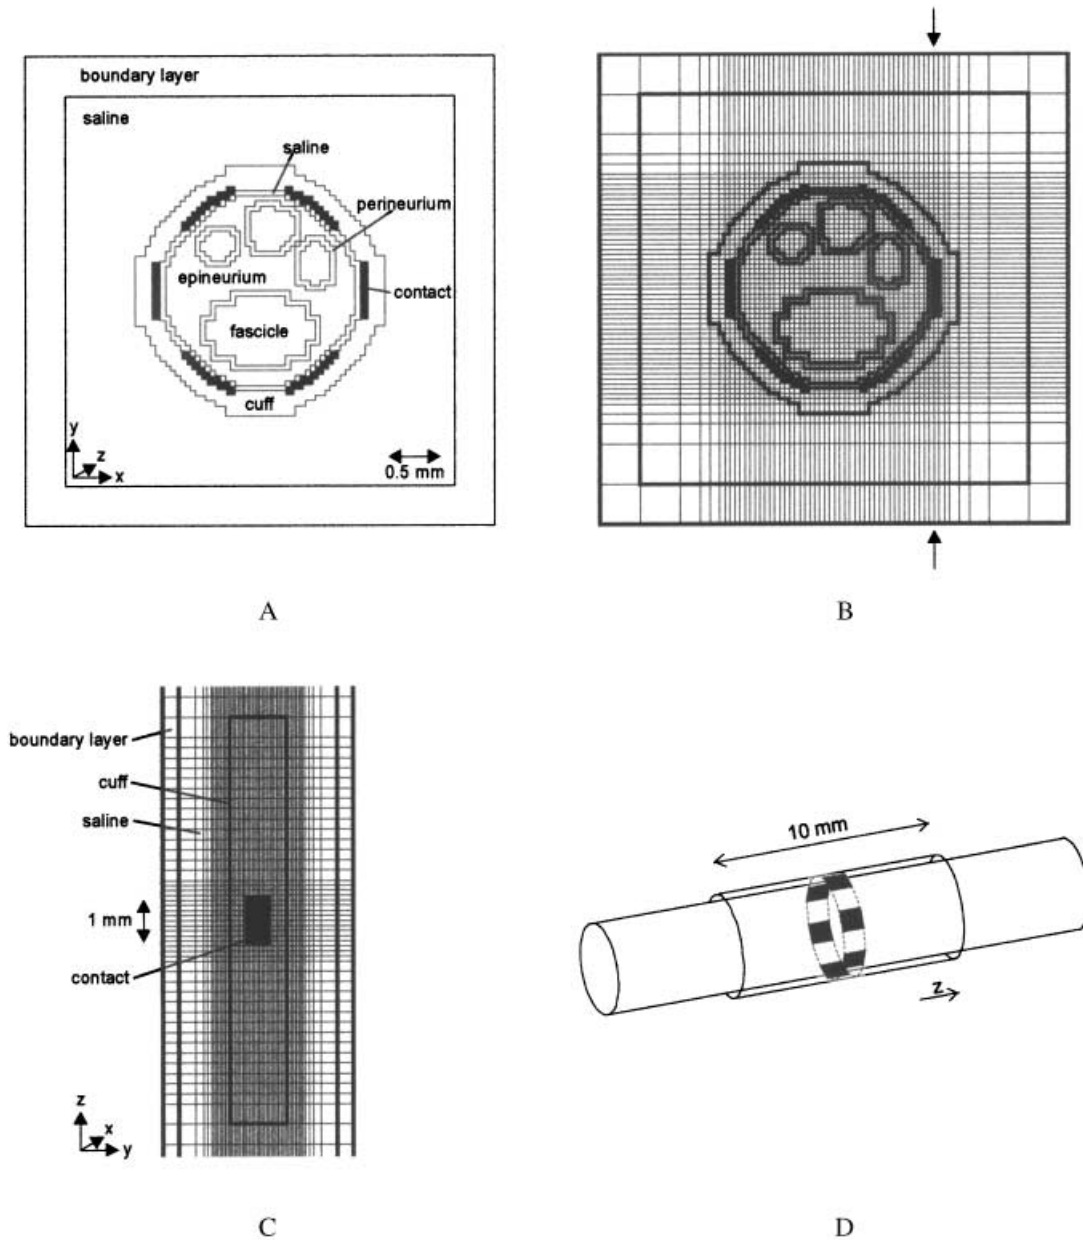 boundary layer
saline
saline
perineurium
epineurium
contact
fascicle
cuff
y
z
x
0.5 mm
A
B
boundary layer
cuff
saline
1 mm
contact
z
x
y
C
10 mm
z
D